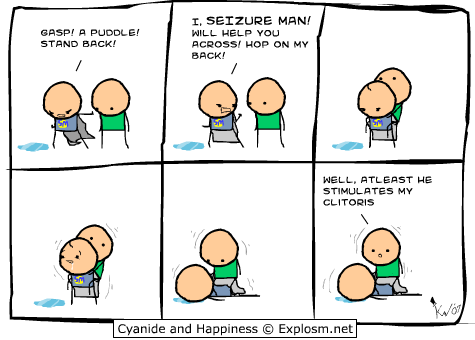 GASP! A PUDDLE!
STAND BACK!
I, SEIZURE MAN!
WILL HELP YOU
ACROSS! HOP ON MY
BACK!
WELL, ATLEAST HE
STIMULATES MY
CLITORIS
Cyanide and Happiness © Explosm.net